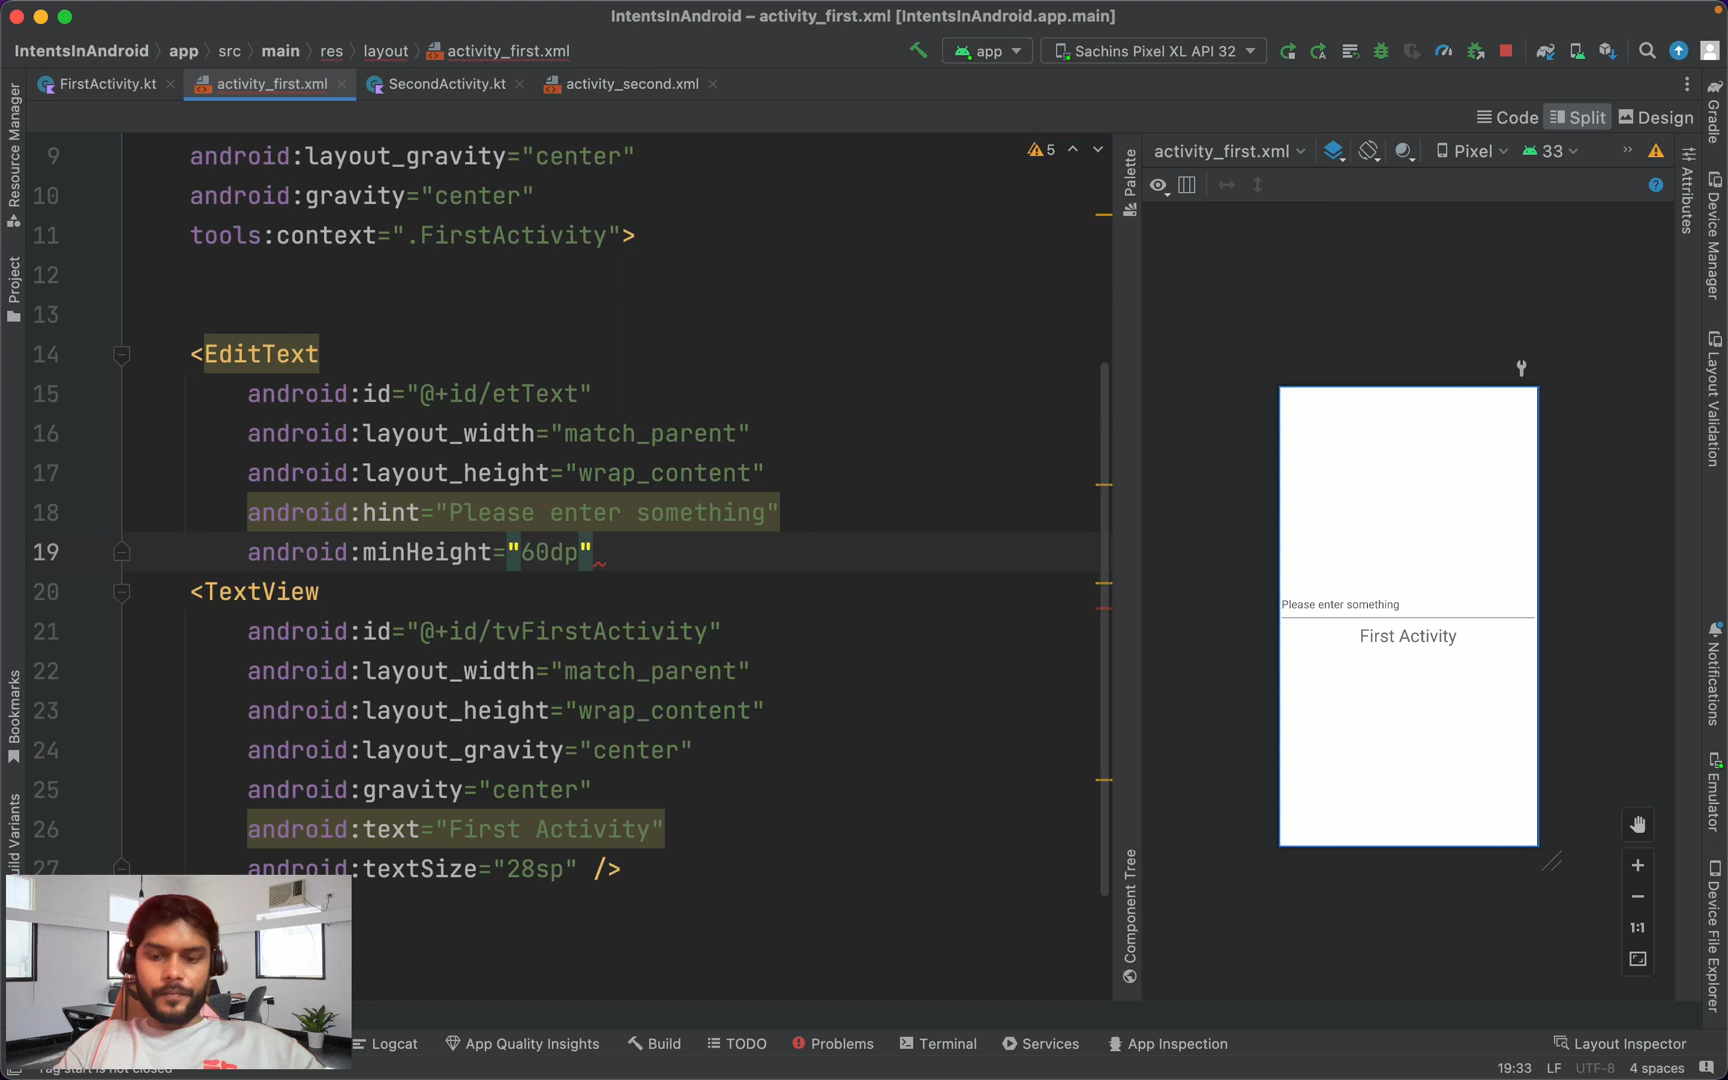 IntentsInAndroid – activity_first.xml [IntentsInAndroid.app.main]
IntentsInAndroid app src main res layout activity_first.xml
app Sachins Pixel XL API 32
FirstActivity.kt activity_first.xml SecondActivity.kt activity_second.xml
Code Split Design
activity_first.xml Pixel 33
5
9 android:layout_gravity="center"
10 android:gravity="center"
11 tools:context=".FirstActivity">
12
13
14 <EditText
15 android:id="@+id/etText"
16 android:layout_width="match_parent"
17 android:layout_height="wrap_content"
18 android:hint="Please enter something"
19 android:minHeight="60dp"
20 <TextView
21 android:id="@+id/tvFirstActivity"
22 android:layout_width="match_parent"
23 android:layout_height="wrap_content"
24 android:layout_gravity="center"
25 android:gravity="center"
26 android:text="First Activity"
27 android:textSize="28sp" />
Please enter something
First Activity
1:1
Resource Manager
Project
Bookmarks
Build Variants
Palette
Component Tree
Attributes
Gradle
Device Manager
Layout Validation
Notifications
Emulator
Device File Explorer
Logcat App Quality Insights Build TODO Problems Terminal Services App Inspection Layout Inspector
Tag start is not closed
19:33 LF UTF-8 4 spaces